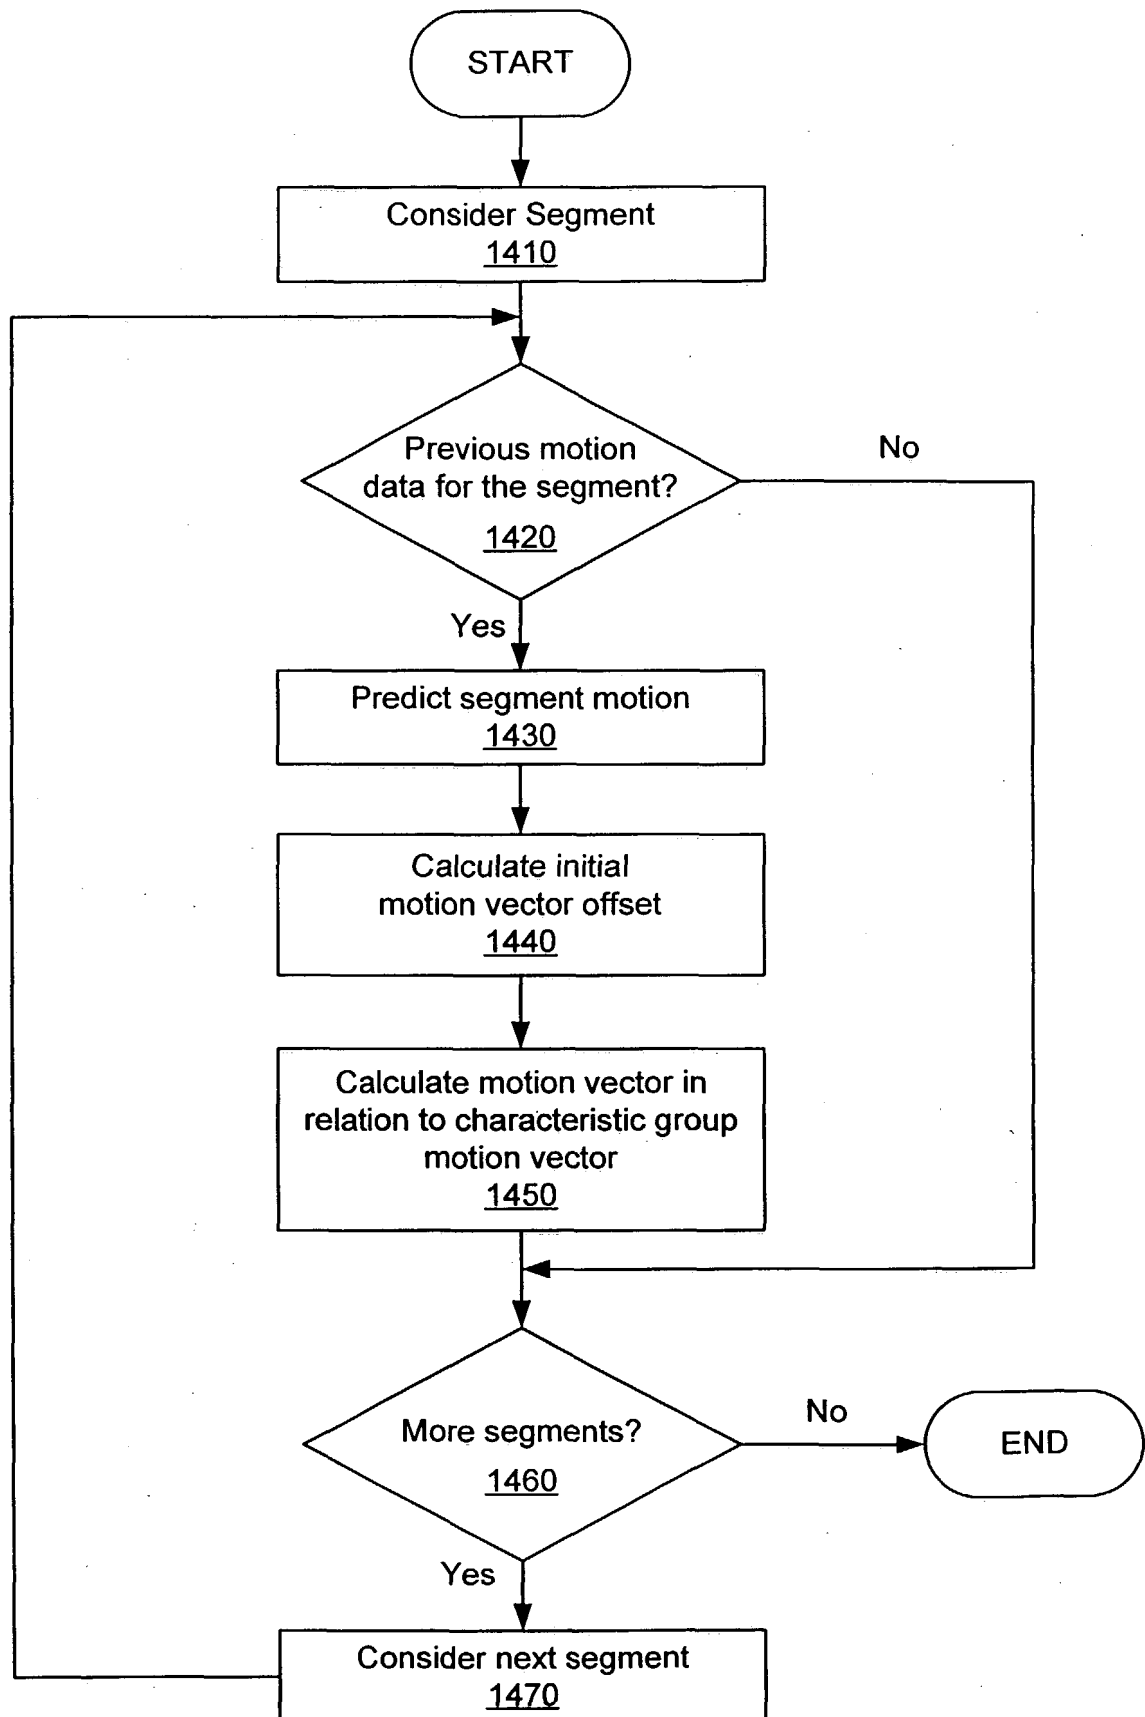 START
Consider Segment
1410
Previous motion
data for the segment?
1420
No
Yes
Predict segment motion
1430
Calculate initial
motion vector offset
1440
Calculate motion vector in
relation to characteristic group
motion vector
1450
More segments?
1460
No
END
Yes
Consider next segment
1470